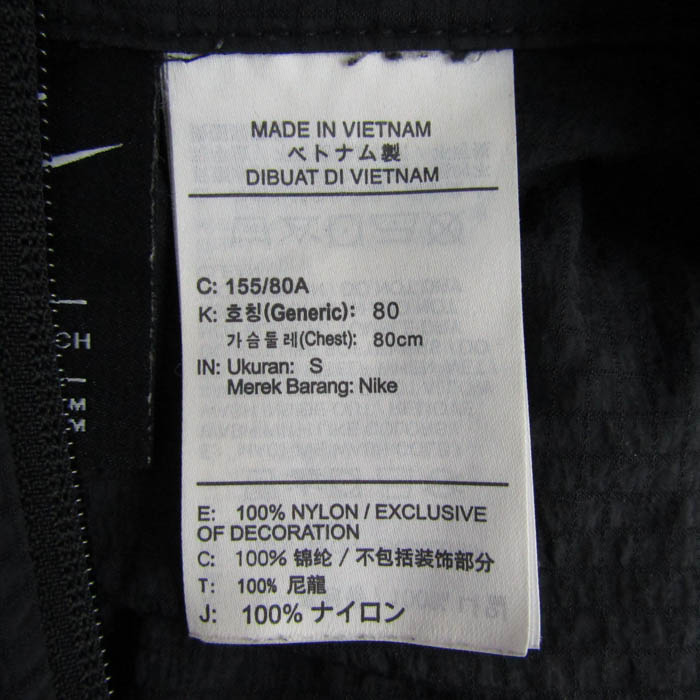 MADE IN VIETNAM
ベトナム製
DIBUAT DI VIETNAM
C: 155/80A
K: 호칭(Generic): 80
가슴둘레(Chest): 80cm
IN: Ukuran: S
Merek Barang: Nike
CH
M
M
E: 100% NYLON / EXCLUSIVE
OF DECORATION
C: 100% 锦纶 / 不包括装饰部分
T: 100% 尼龍
J: 100% ナイロン